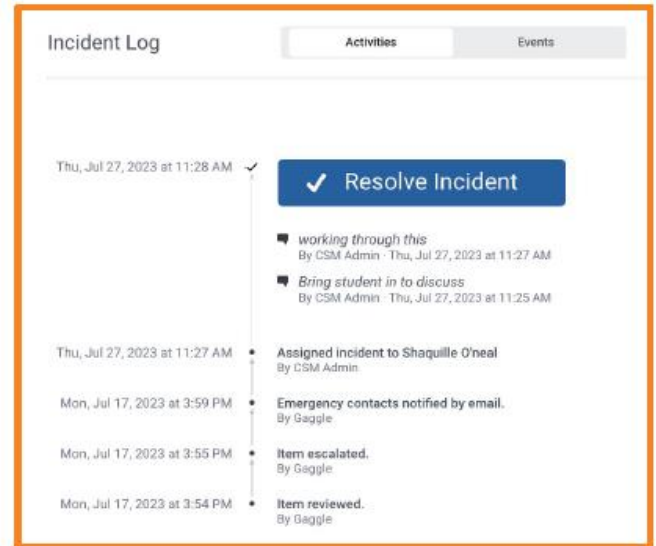 Incident Log
Activities
Events
Thu, Jul 27, 2023 at 11:28 AM
Resolve Incident
working through this
By CSM Admin · Thu, Jul 27, 2023 at 11:27 AM
Bring student in to discuss
By CSM Admin · Thu, Jul 27, 2023 at 11:25 AM
Thu, Jul 27, 2023 at 11:27 AM
Assigned incident to Shaquille O'neal
By CSM Admin
Mon, Jul 17, 2023 at 3:59 PM
Emergency contacts notified by email.
By Gaggle
Mon, Jul 17, 2023 at 3:55 PM
Item escalated.
By Gaggle
Mon, Jul 17, 2023 at 3:54 PM
Item reviewed.
By Gaggle